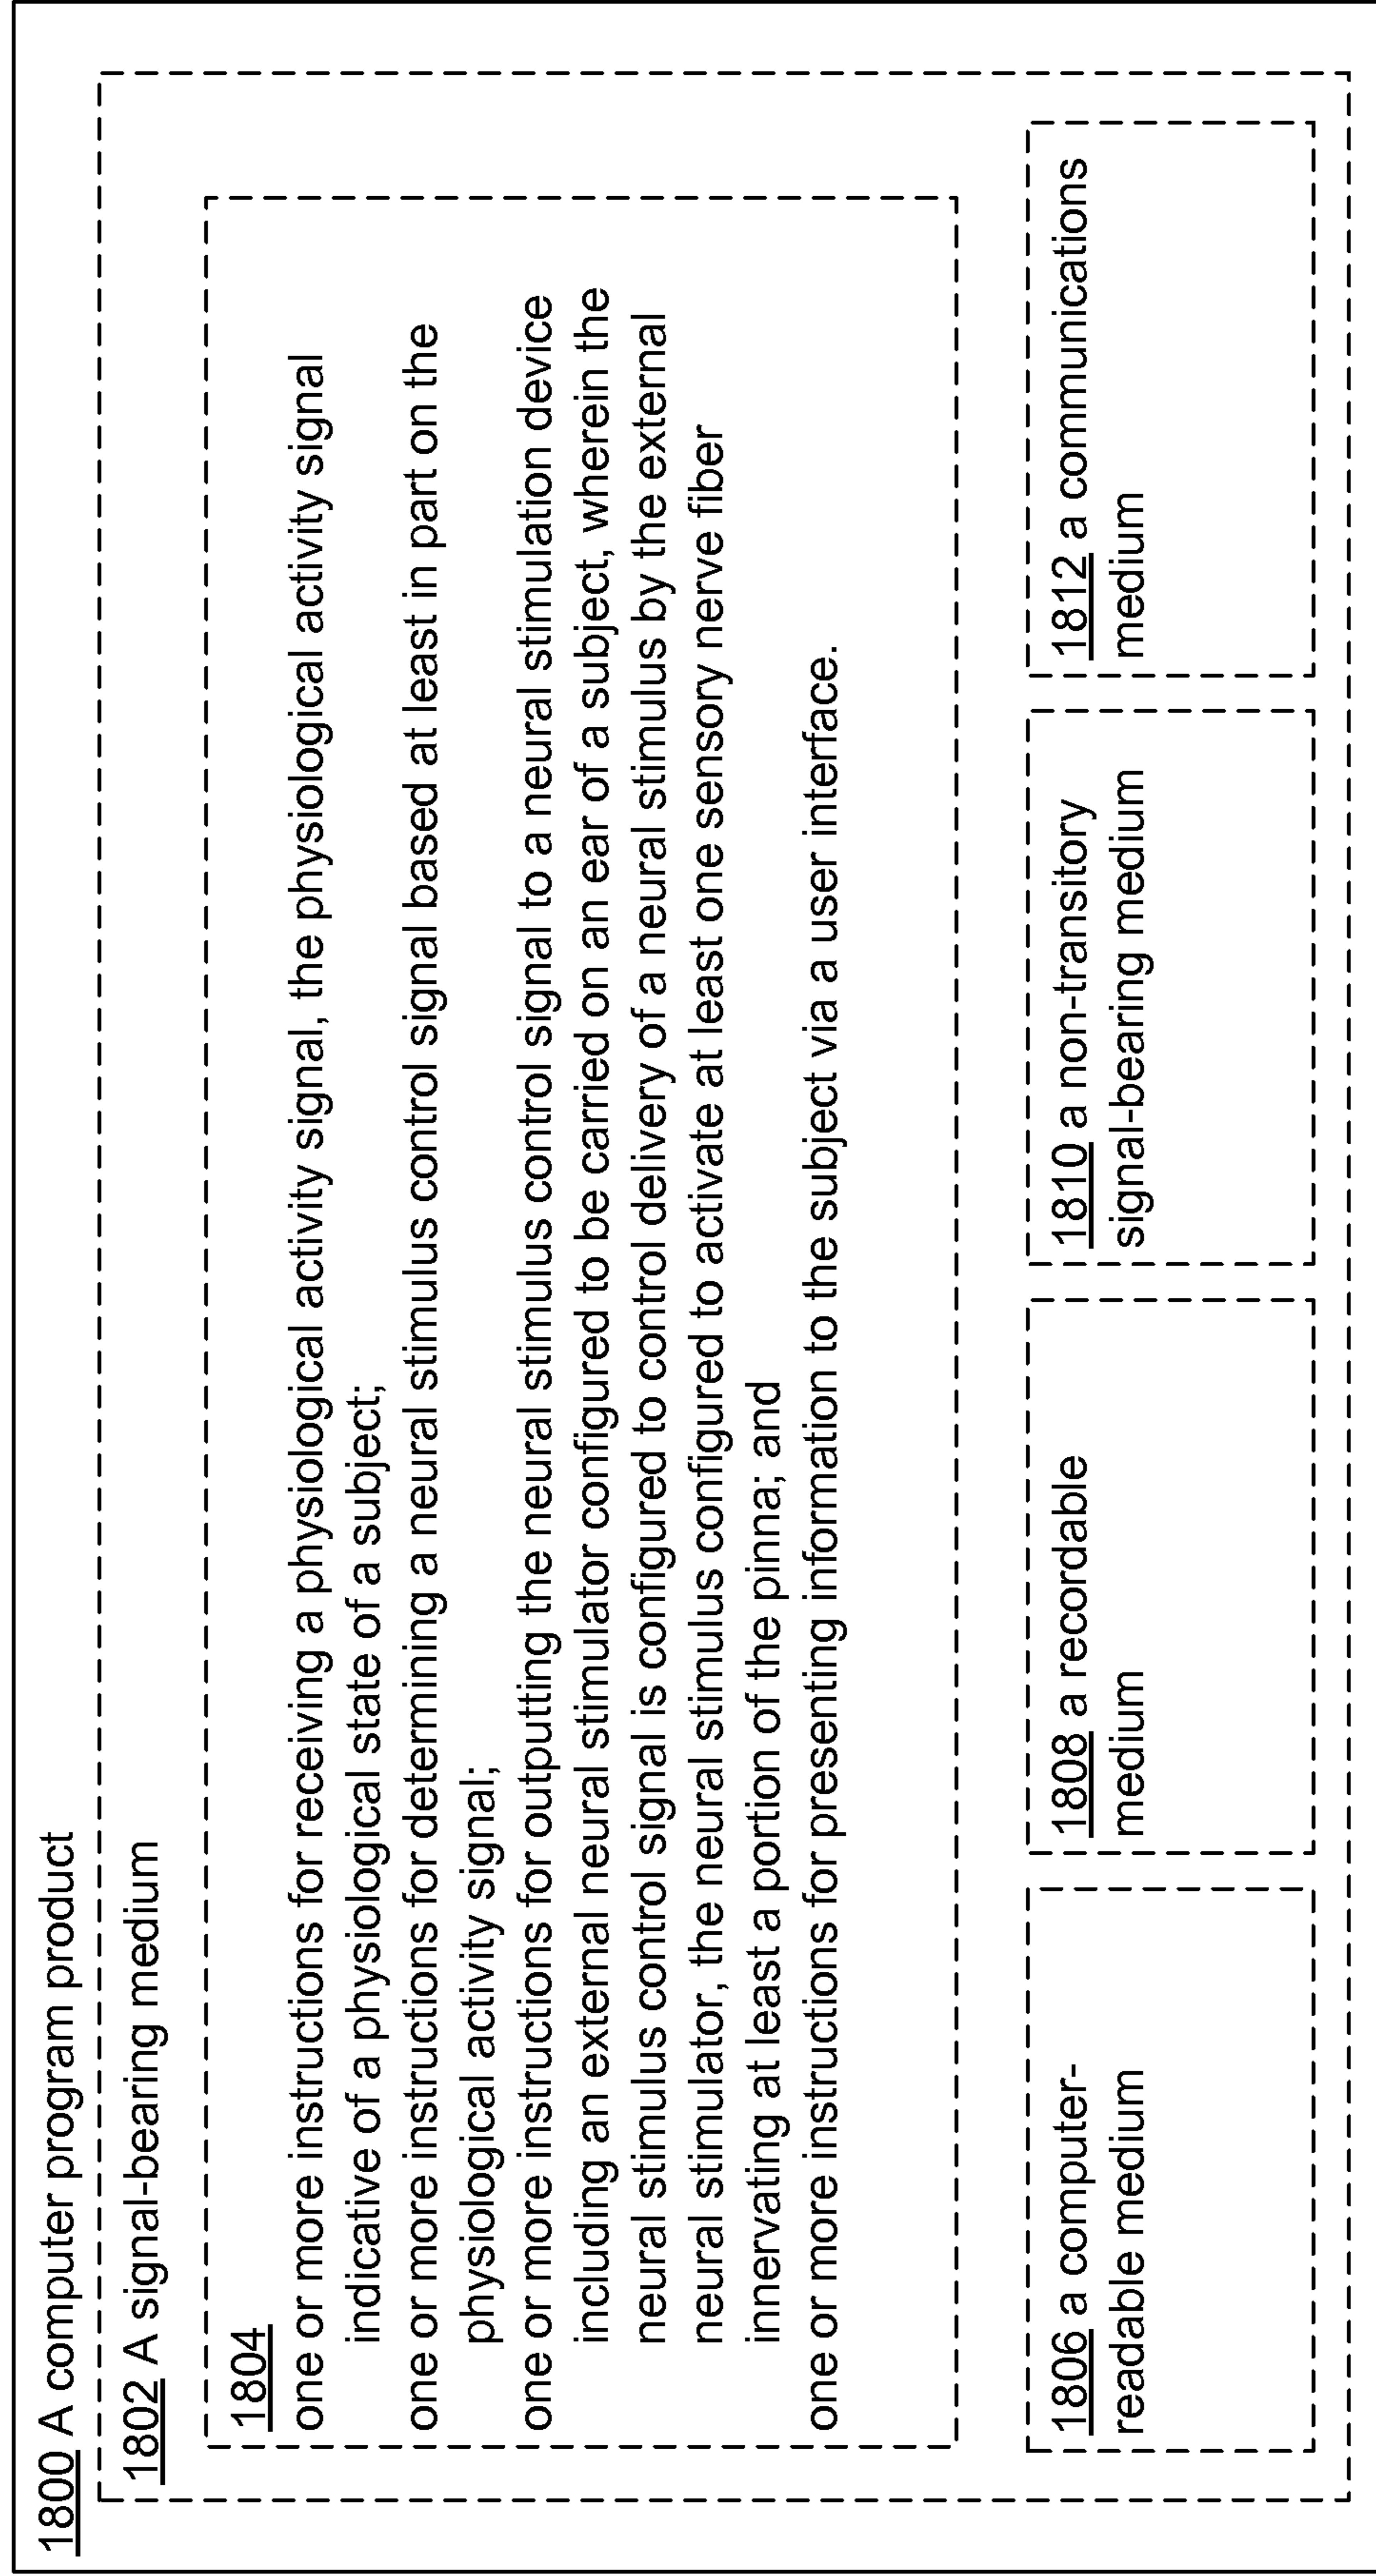 1800 A computer program product
1802 A signal-bearing medium
1804
one or more instructions for receiving a physiological activity signal, the physiological activity signal
indicative of a physiological state of a subject;
one or more instructions for determining a neural stimulus control signal based at least in part on the
physiological activity signal;
one or more instructions for outputting the neural stimulus control signal to a neural stimulation device
including an external neural stimulator configured to be carried on an ear of a subject, wherein the
neural stimulus control signal is configured to control delivery of a neural stimulus by the external
neural stimulator, the neural stimulus configured to activate at least one sensory nerve fiber
innervating at least a portion of the pinna; and
one or more instructions for presenting information to the subject via a user interface.
1806 a computer-
readable medium
1808 a recordable
medium
1810 a non-transitory
signal-bearing medium
1812 a communications
medium